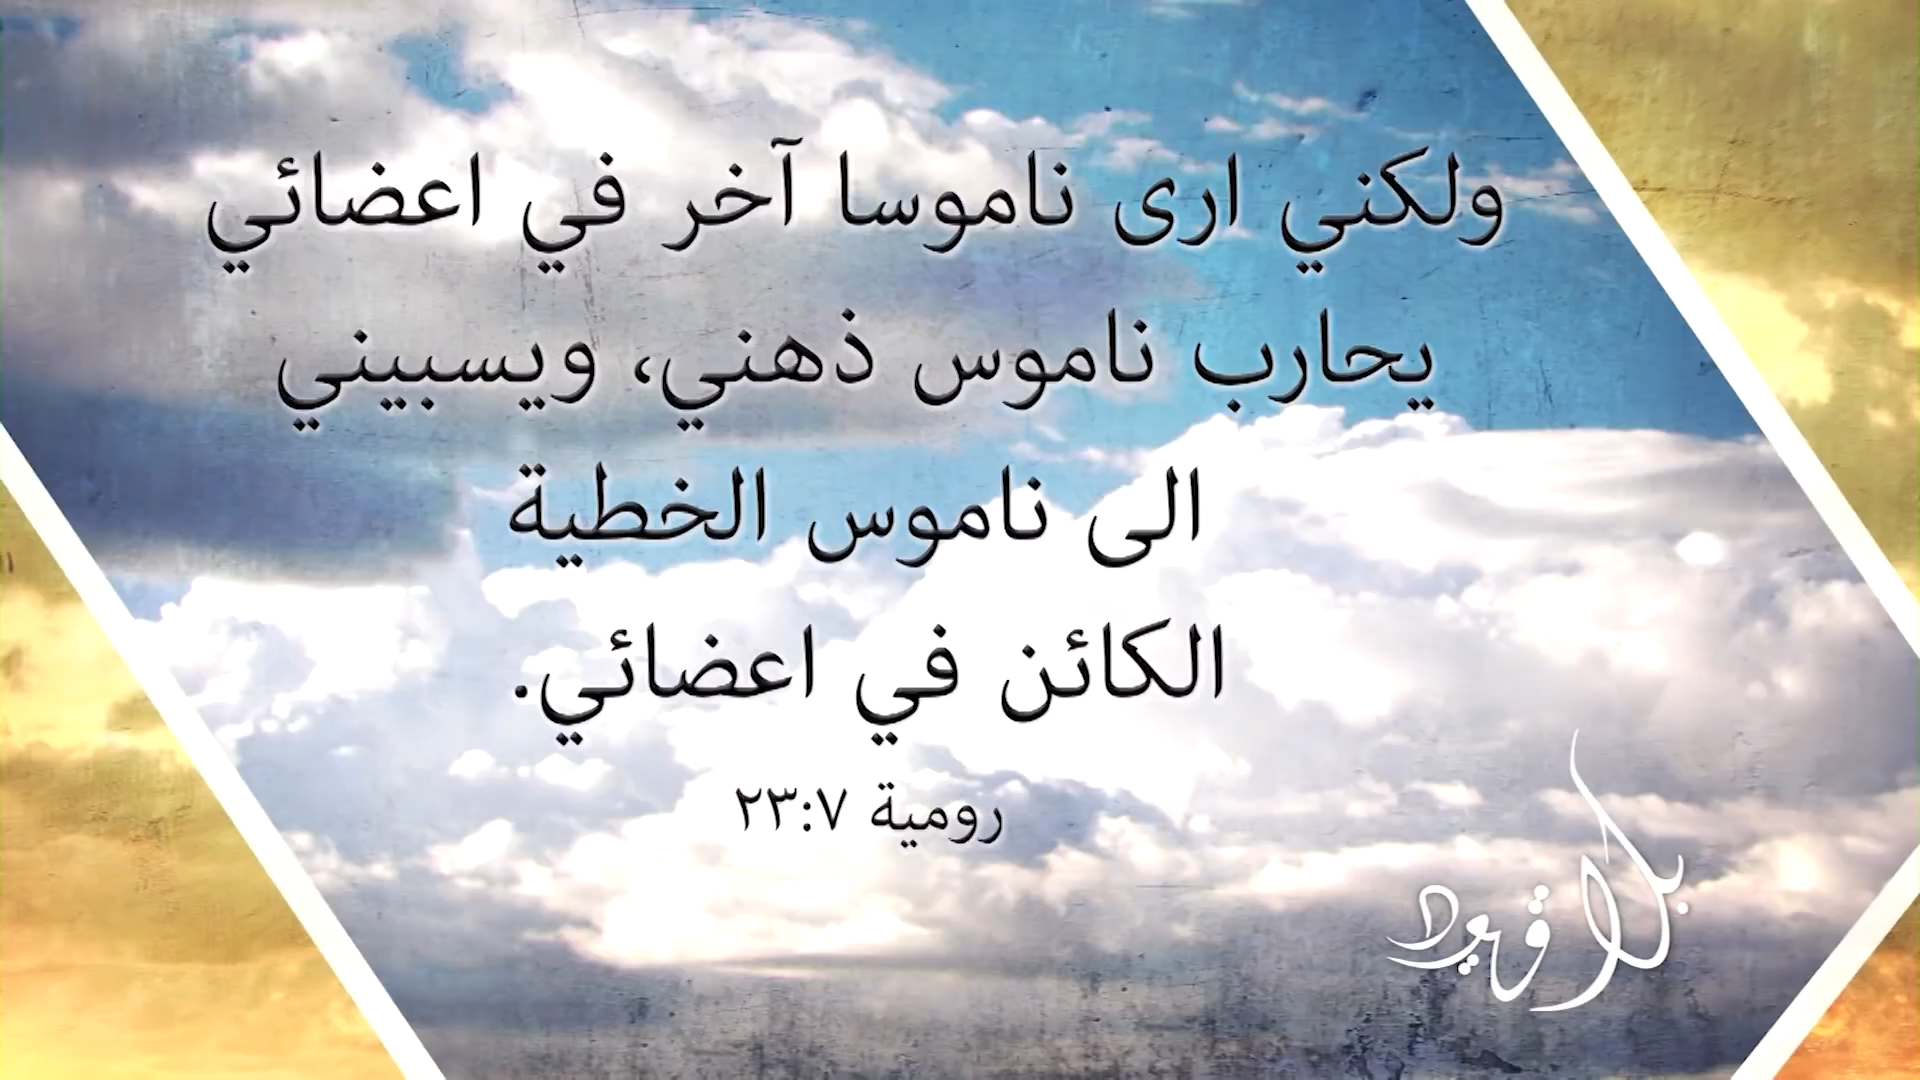 ولكني ارى ناموسا آخر في اعضائي
يحارب ناموس ذهني، ويسبيني
الى ناموس الخطية
الكائن في اعضائي.
رومية ٢٣:٧
بلا قيود